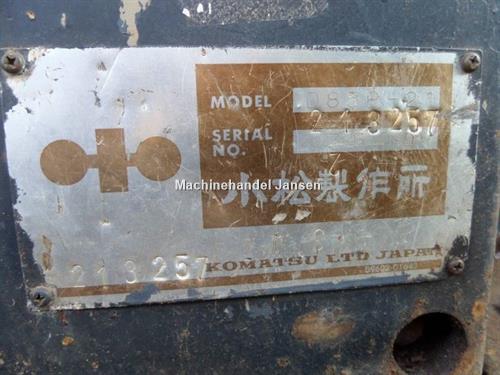 MODEL
SERIAL NO. 213257
Machinehandel Jansen
小松製作所
213257
KOMATSU LTD JAPAN